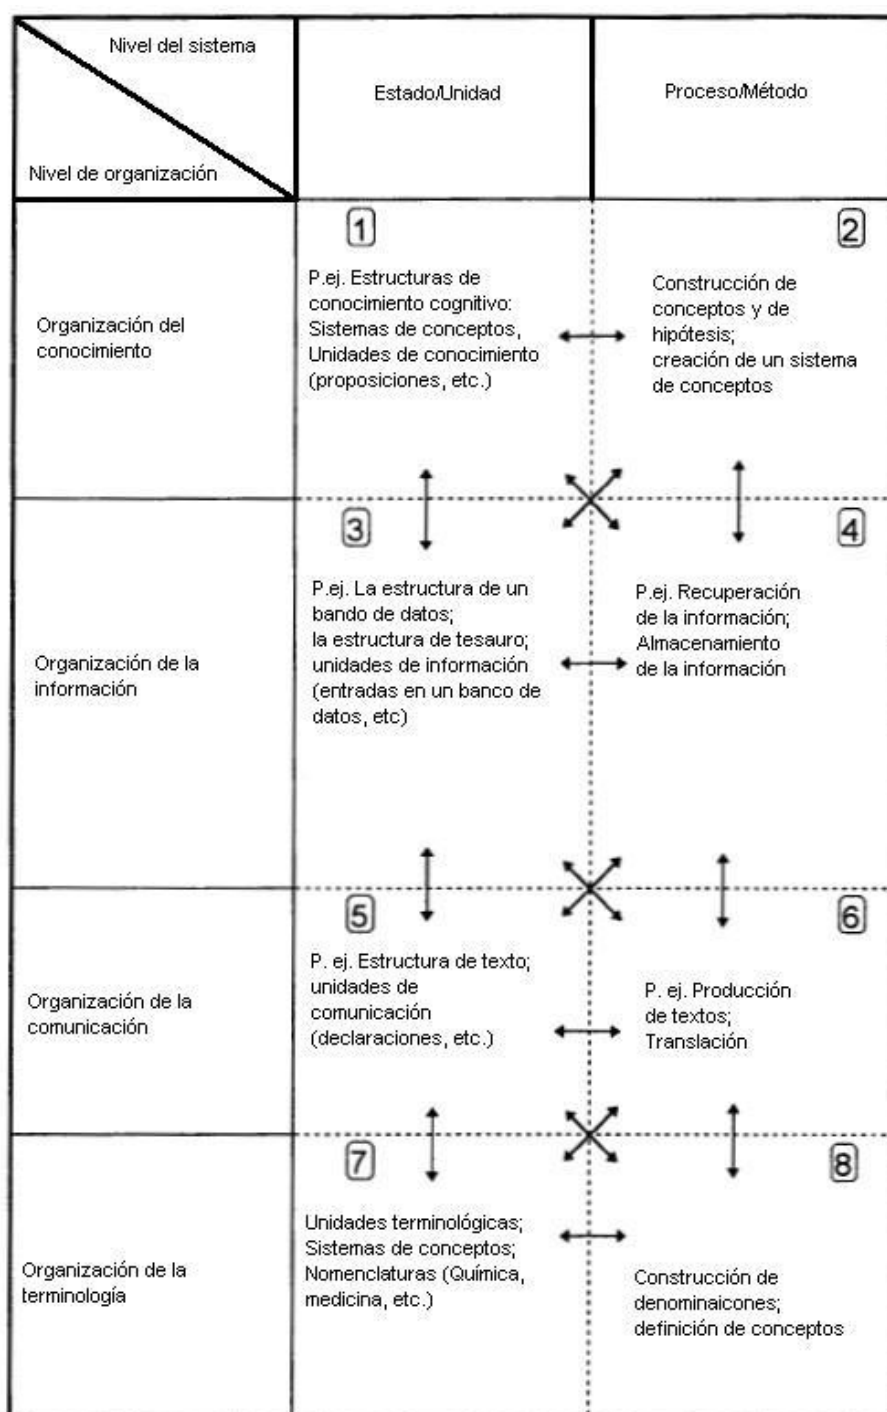 Nivel del sistema
Nivel de organización
Estado/Unidad
Proceso/Método
Organización del
conocimiento
1
P.ej. Estructuras de
conocimiento cognitivo:
Sistemas de conceptos,
Unidades de conocimiento
(proposiciones, etc.)
2
Construcción de
conceptos y de
hipótesis;
creación de un sistema
de conceptos
Organización de la
información
3
P.ej. La estructura de un
bando de datos;
la estructura de tesauro;
unidades de información
(entradas en un banco de
datos, etc)
4
P.ej. Recuperación
de la información;
Almacenamiento
de la información
Organización de la
comunicación
5
P. ej. Estructura de texto;
unidades de
comunicación
(declaraciones, etc.)
6
P. ej. Producción
de textos;
Translación
Organización de la
terminología
7
Unidades terminológicas;
Sistemas de conceptos;
Nomenclaturas (Química,
medicina, etc.)
8
Construcción de
denominaicones;
definición de conceptos